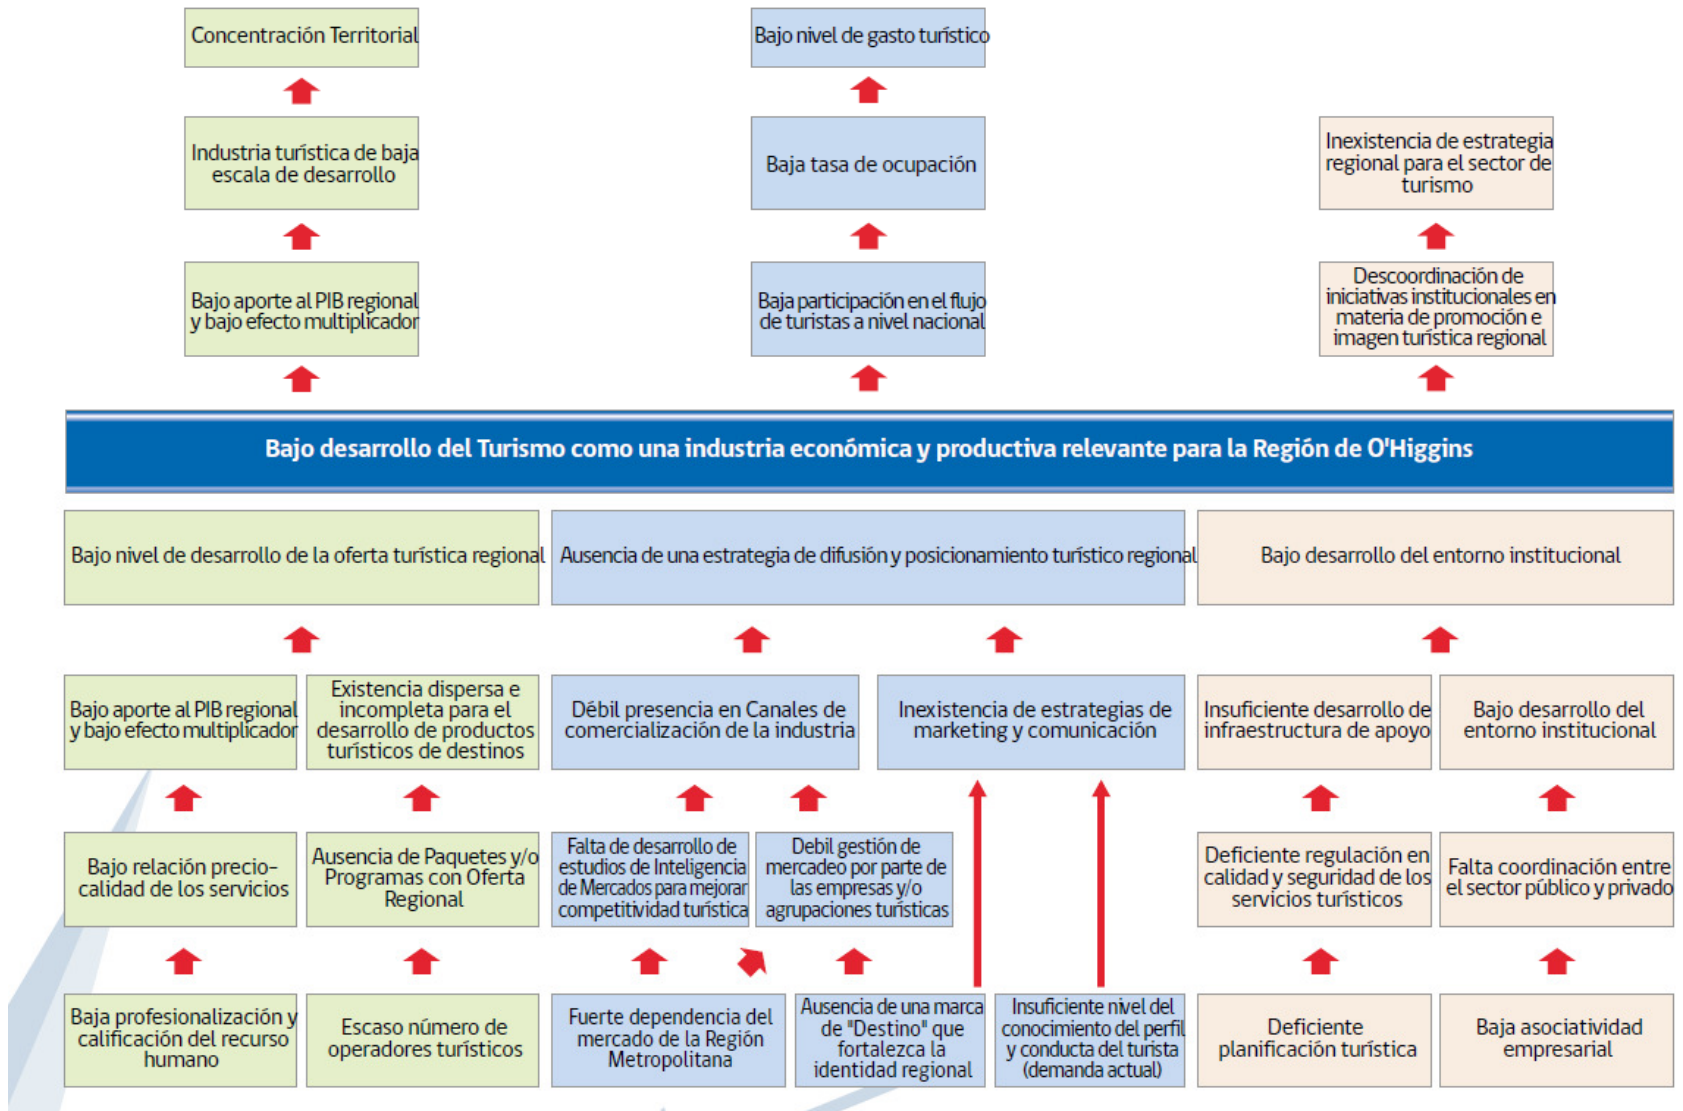 Concentración Territorial
Bajo nivel de gasto turístico
Industria turística de baja
escala de desarrollo
Baja tasa de ocupación
Inexistencia de estrategia
regional para el sector de
turismo
Bajo aporte al PIB regional
y bajo efecto multiplicador
Baja participación en el flujo
de turistas a nivel nacional
Descoordinación de
iniciativas institucionales en
materia de promoción e
imagen turística regional
Bajo desarrollo del Turismo como una industria económica y productiva relevante para la Región de O'Higgins
Bajo nivel de desarrollo de la oferta turística regional
Ausencia de una estrategia de difusión y posicionamiento turístico regional
Bajo desarrollo del entorno institucional
Bajo aporte al PIB regional
y bajo efecto multiplicador
Existencia dispersa e
incompleta para el
desarrollo de productos
turísticos de destinos
Débil presencia en Canales de
comercialización de la industria
Inexistencia de estrategias de
marketing y comunicación
Insuficiente desarrollo de
infraestructura de apoyo
Bajo desarrollo del
entorno institucional
Bajo relación precio-
calidad de los servicios
Ausencia de Paquetes y/o
Programas con Oferta
Regional
Falta de desarrollo de
estudios de Inteligencia
de Mercados para mejorar
competitividad turística
Debil gestión de
mercadeo por parte de
las empresas y/o
agrupaciones turísticas
Deficiente regulación en
calidad y seguridad de los
servicios turísticos
Falta coordinación entre
el sector público y privado
Baja profesionalización y
calificación del recurso
humano
Escaso número de
operadores turísticos
Fuerte dependencia del
mercado de la Región
Metropolitana
Ausencia de una marca
de "Destino" que
fortalezca la
identidad regional
Insuficiente nivel del
conocimiento del perfil
y conducta del turista
(demanda actual)
Deficiente
planificación turística
Baja asociatividad
empresarial